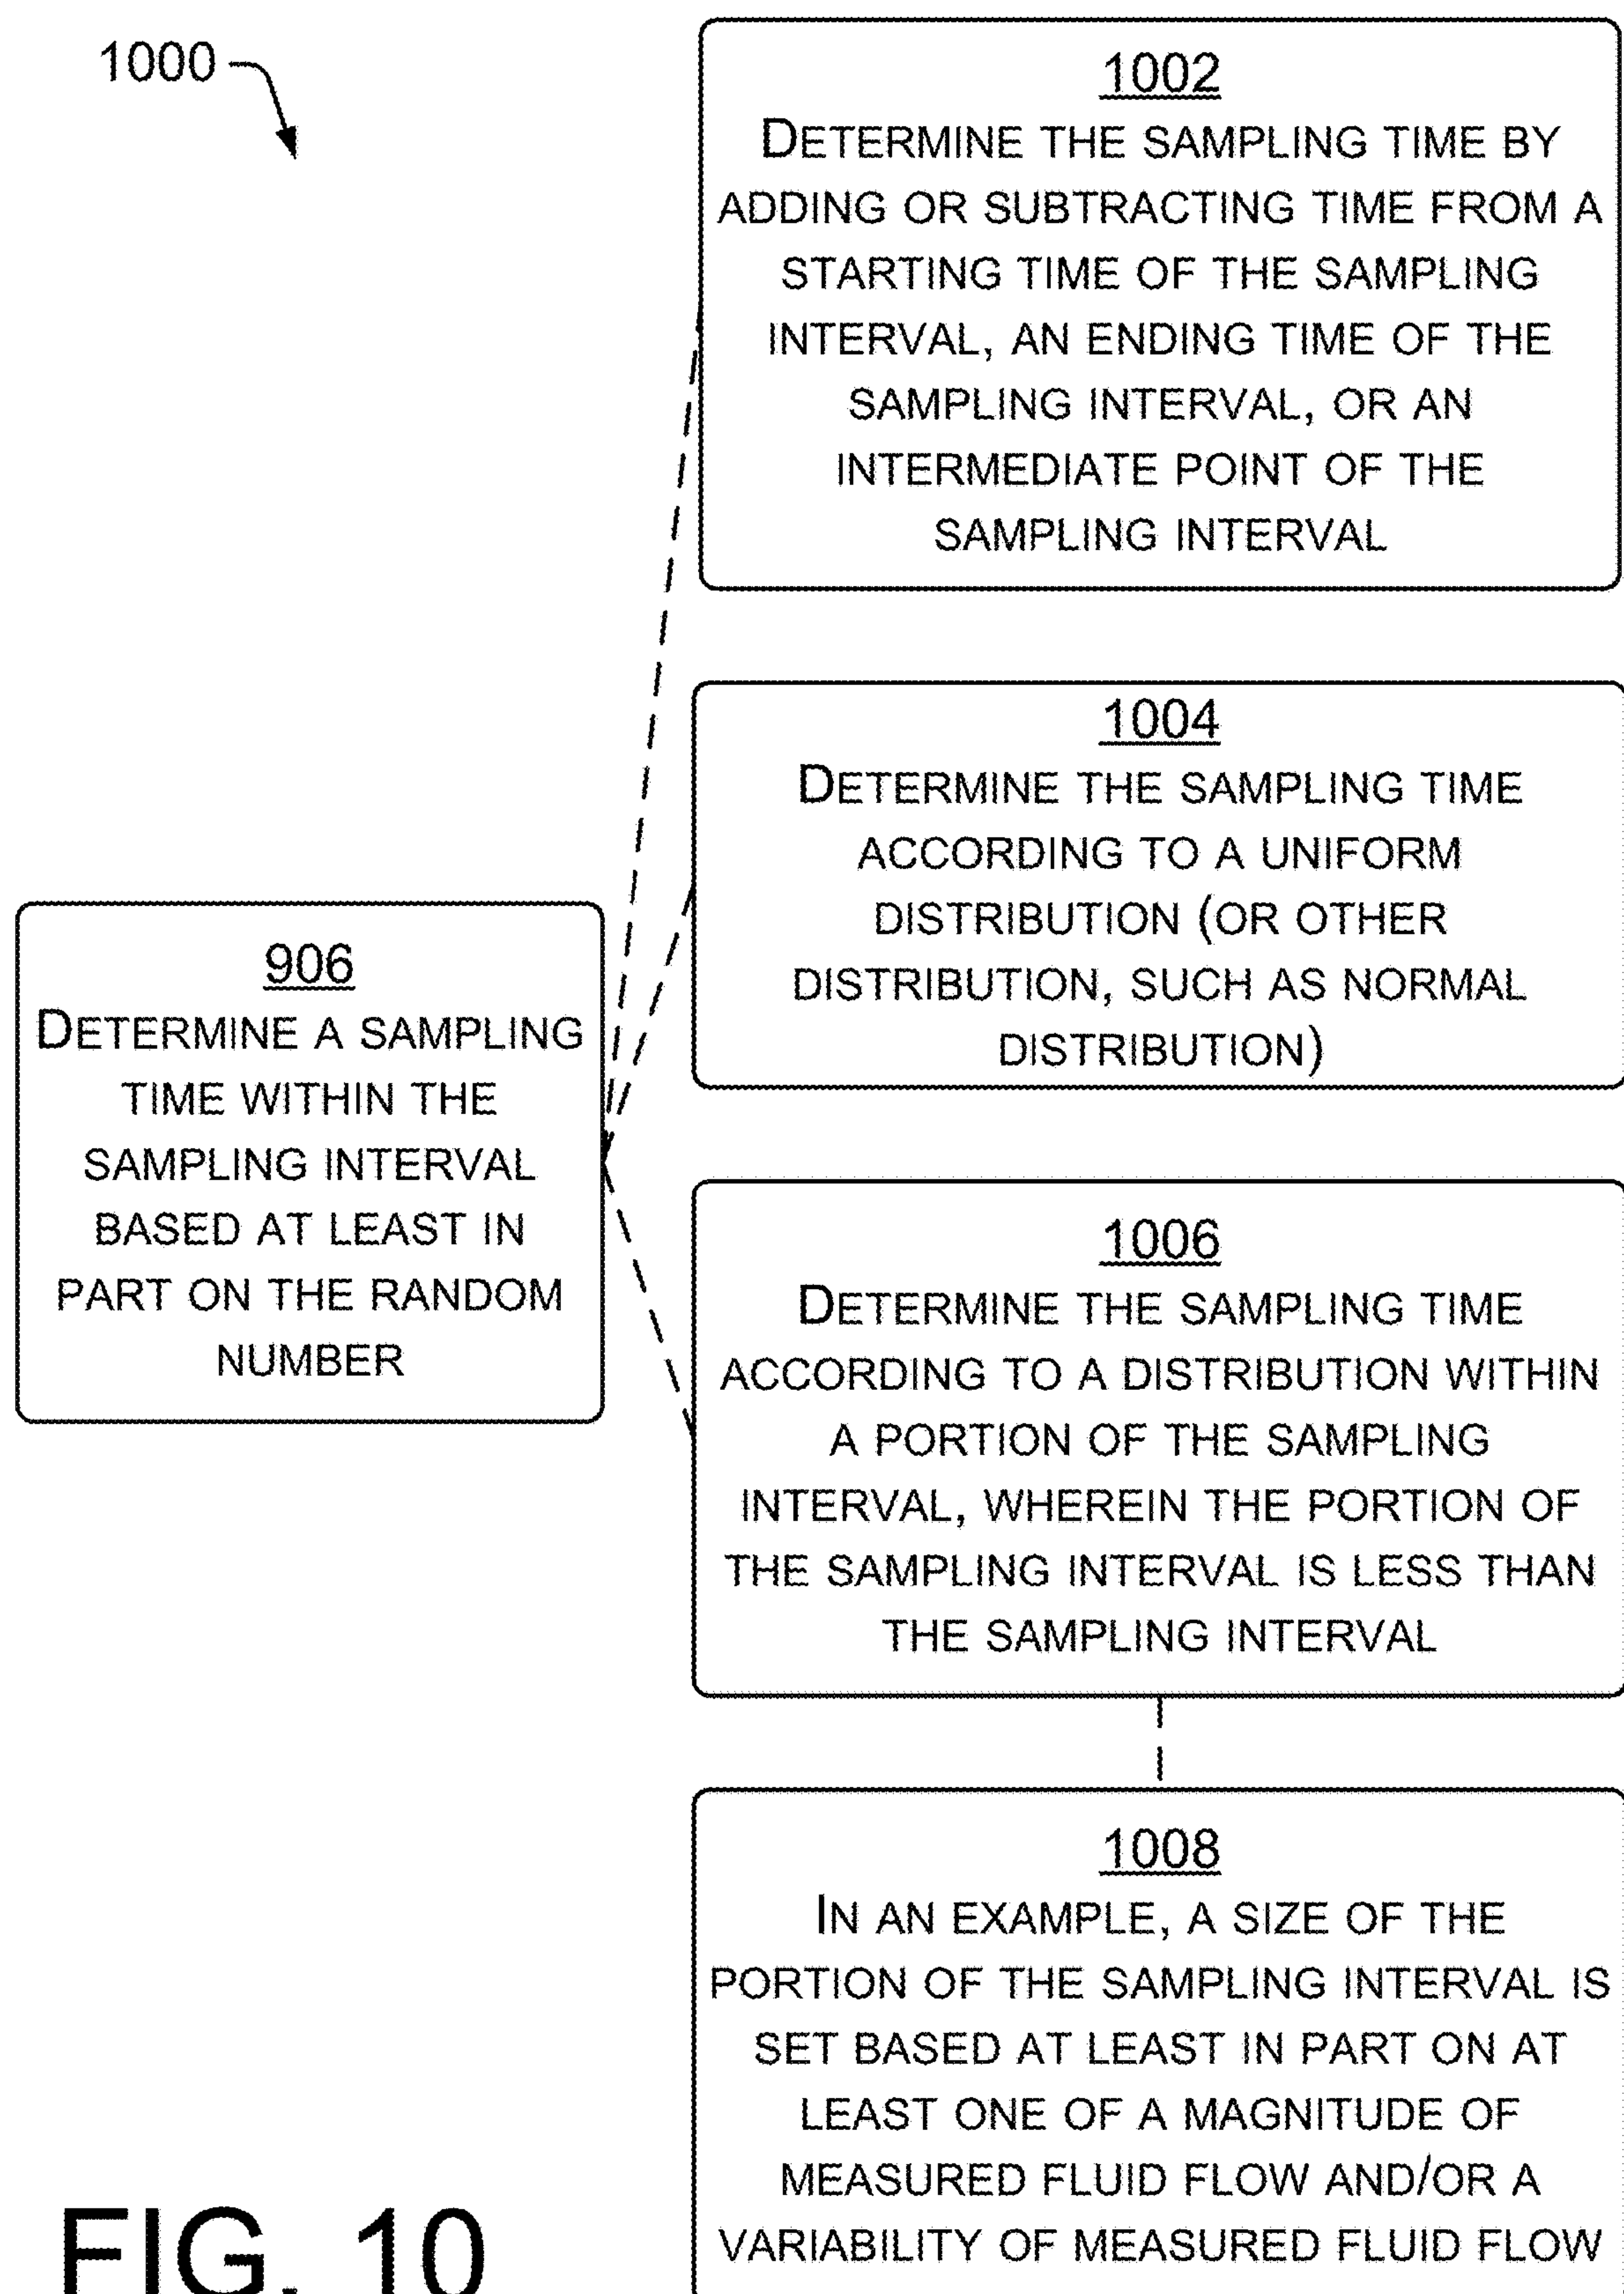 1000
1002
DETERMINE THE SAMPLING TIME BY
ADDING OR SUBTRACTING TIME FROM A
STARTING TIME OF THE SAMPLING
INTERVAL, AN ENDING TIME OF THE
SAMPLING INTERVAL, OR AN
INTERMEDIATE POINT OF THE
SAMPLING INTERVAL
1004
DETERMINE THE SAMPLING TIME
ACCORDING TO A UNIFORM
DISTRIBUTION (OR OTHER
DISTRIBUTION, SUCH AS NORMAL
DISTRIBUTION)
906
DETERMINE A SAMPLING
TIME WITHIN THE
SAMPLING INTERVAL
BASED AT LEAST IN
PART ON THE RANDOM
NUMBER
1006
DETERMINE THE SAMPLING TIME
ACCORDING TO A DISTRIBUTION WITHIN
A PORTION OF THE SAMPLING
INTERVAL, WHEREIN THE PORTION OF
THE SAMPLING INTERVAL IS LESS THAN
THE SAMPLING INTERVAL
1008
IN AN EXAMPLE, A SIZE OF THE
PORTION OF THE SAMPLING INTERVAL IS
SET BASED AT LEAST IN PART ON AT
LEAST ONE OF A MAGNITUDE OF
MEASURED FLUID FLOW AND/OR A
VARIABILITY OF MEASURED FLUID FLOW
FIG. 10